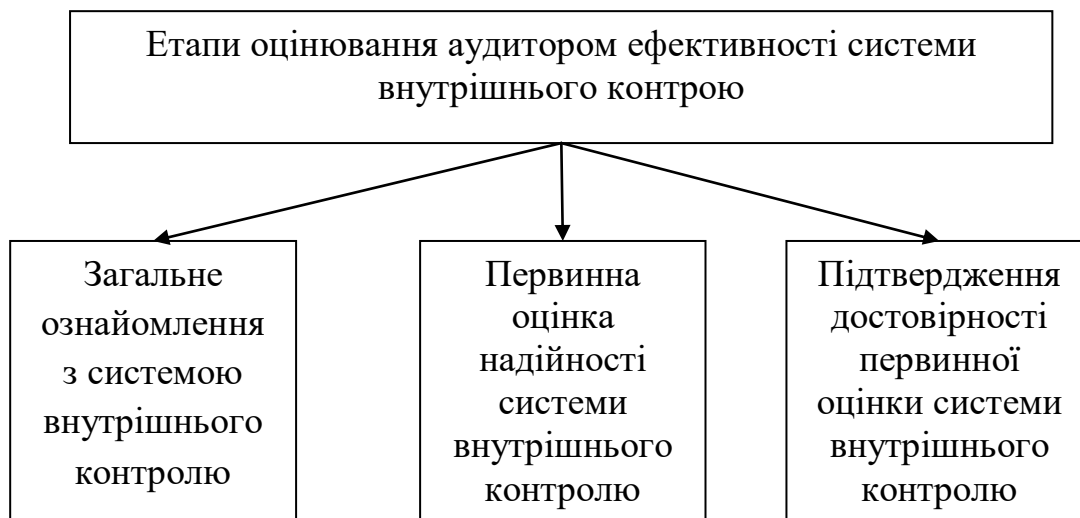 Етапи оцінювання аудитором ефективності системи
внутрішнього контрою
Загальне
ознайомлення
з системою
внутрішнього
контролю
Первинна
оцінка
надійності
системи
внутрішнього
контролю
Підтвердження
достовірності
первинної
оцінки системи
внутрішнього
контролю